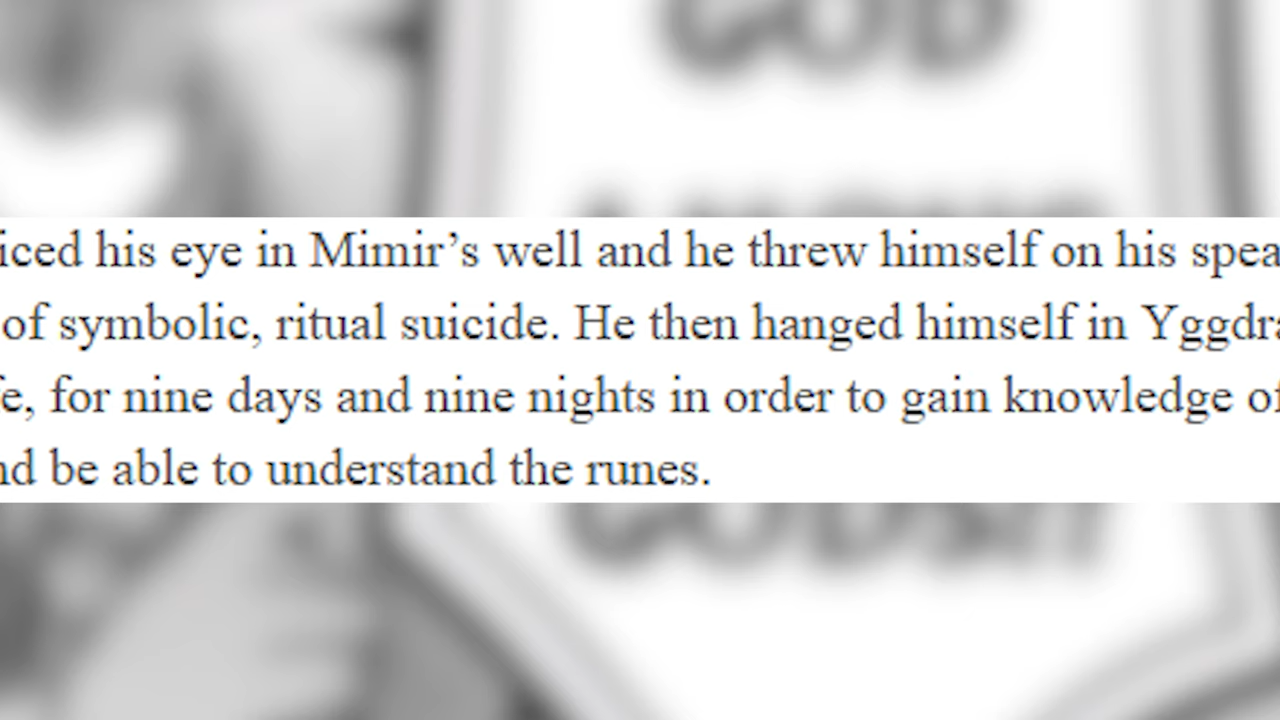 GOD
iced his eye in Mimir’s well and he threw himself on his spea
of symbolic, ritual suicide. He then hanged himself in Yggdra
e, for nine days and nine nights in order to gain knowledge of
nd be able to understand the runes.